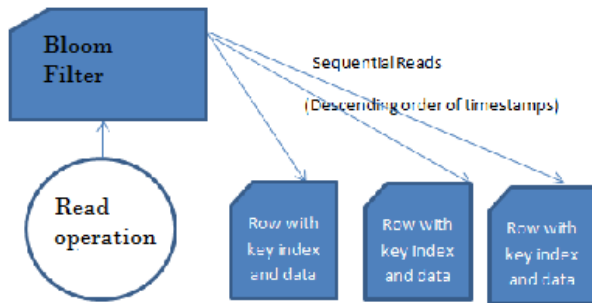 Bloom
Filter
Sequential Reads
(Descending order of timestamps)
Read
operation
Row with
key index
and data
Row with
key index
and data
Row with
key index
and data